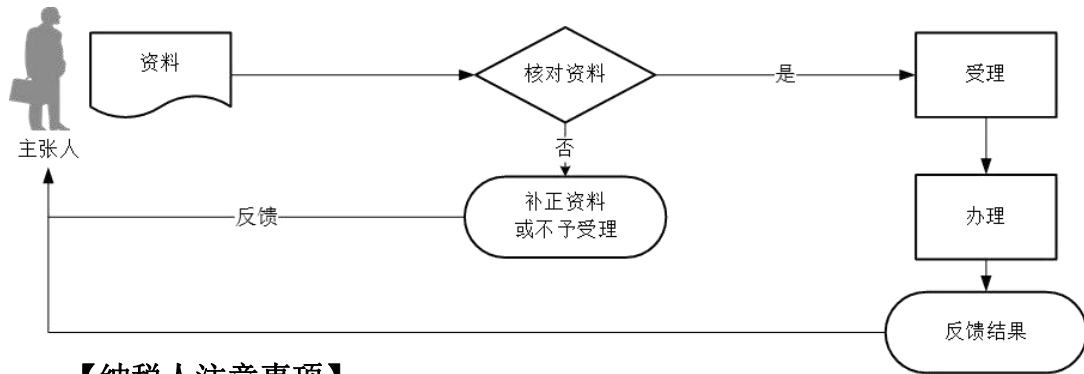 资料
核对资料
是
受理
主张人
否
补正资料
或不予受理
反馈
办理
反馈结果
【纳税人注意事项】